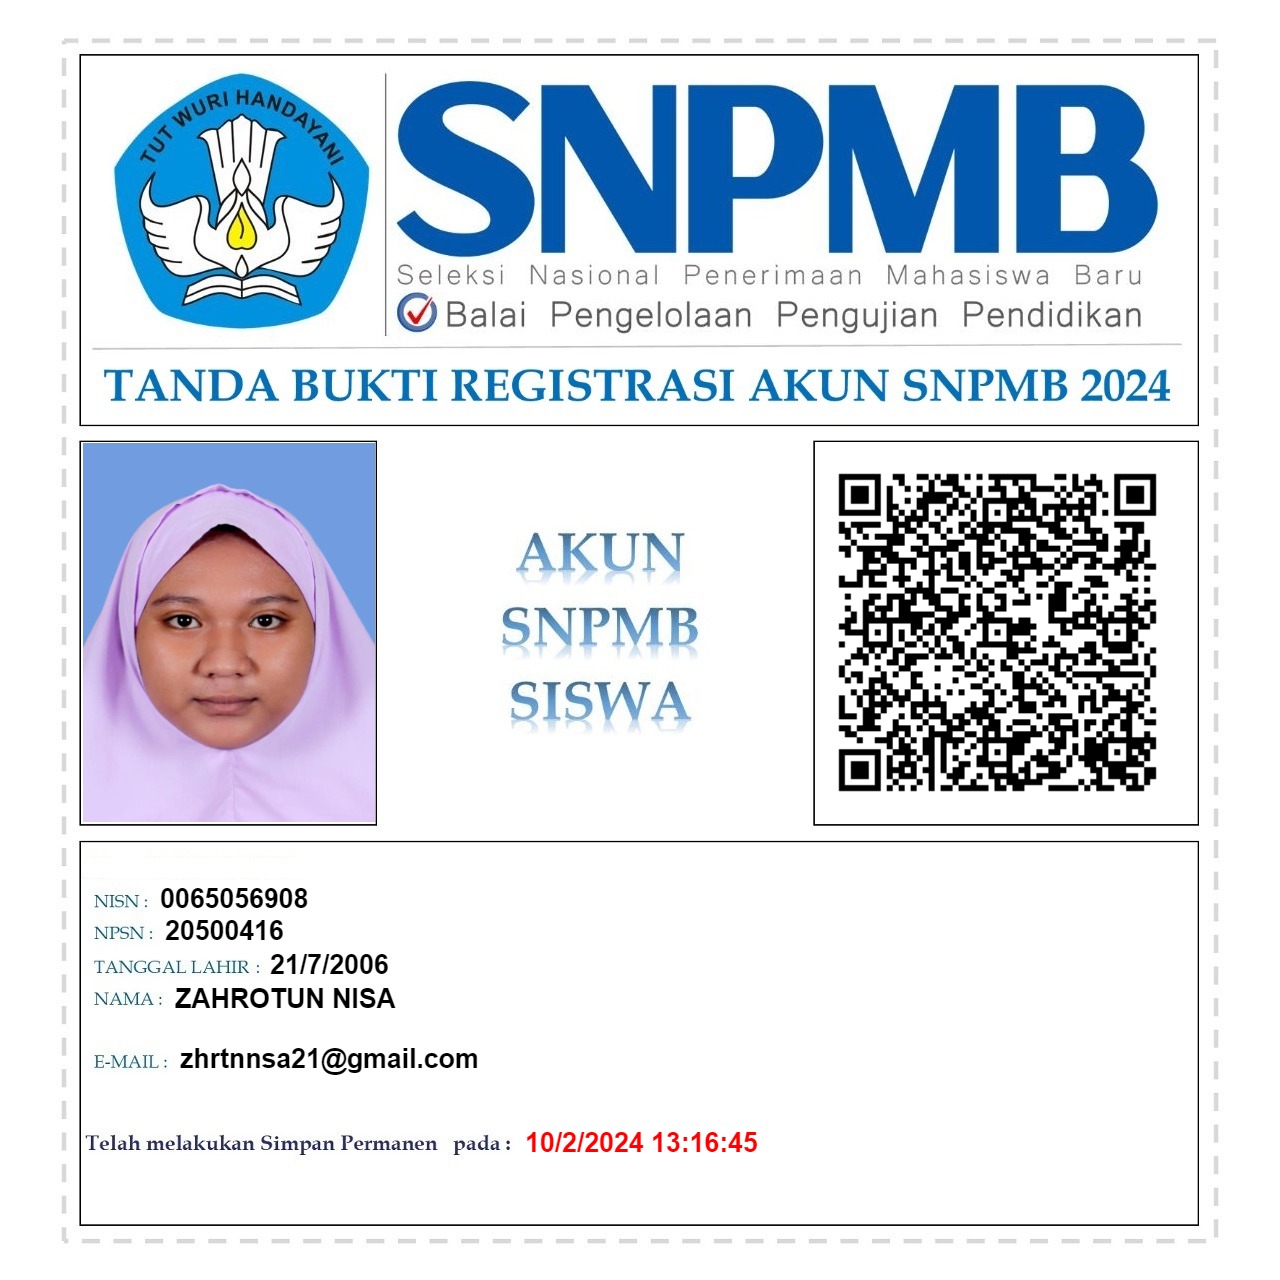 TUT WURI HANDAYANI
SNPMB
Seleksi Nasional Penerimaan Mahasiswa Baru
Balai Pengelolaan Pengujian Pendidikan
TANDA BUKTI REGISTRASI AKUN SNPMB 2024
AKUN
SNPMB
SISWA
NISN : 0065056908
NPSN : 20500416
TANGGAL LAHIR : 21/7/2006
NAMA : ZAHROTUN NISA
E-MAIL : zhrtnnsa21@gmail.com
Telah melakukan Simpan Permanen pada : 10/2/2024 13:16:45